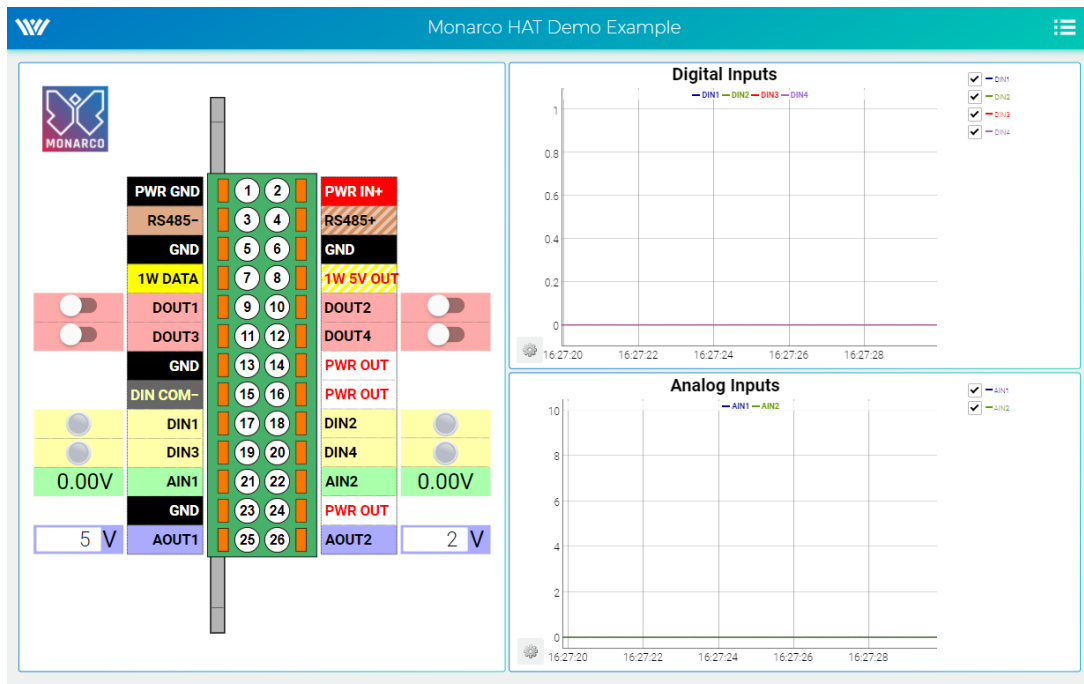 Monarco HAT Demo Example
MONARCO
PWR GND 1 2 PWR IN+
RS485− 3 4 RS485+
GND 5 6 GND
1W DATA 7 8 1W 5V OUT
DOUT1 9 10 DOUT2
DOUT3 11 12 DOUT4
GND 13 14 PWR OUT
DIN COM− 15 16 PWR OUT
DIN1 17 18 DIN2
DIN3 19 20 DIN4
0.00V AIN1 21 22 AIN2 0.00V
GND 23 24 PWR OUT
5 V AOUT1 25 26 AOUT2 2 V
Digital Inputs
DIN1 DIN2 DIN3 DIN4
DIN1
DIN2
DIN3
DIN4
1
0.8
0.6
0.4
0.2
0
16:27:20 16:27:22 16:27:24 16:27:26 16:27:28
Analog Inputs
AIN1 AIN2
AIN1
AIN2
10
8
6
4
2
0
16:27:20 16:27:22 16:27:24 16:27:26 16:27:28